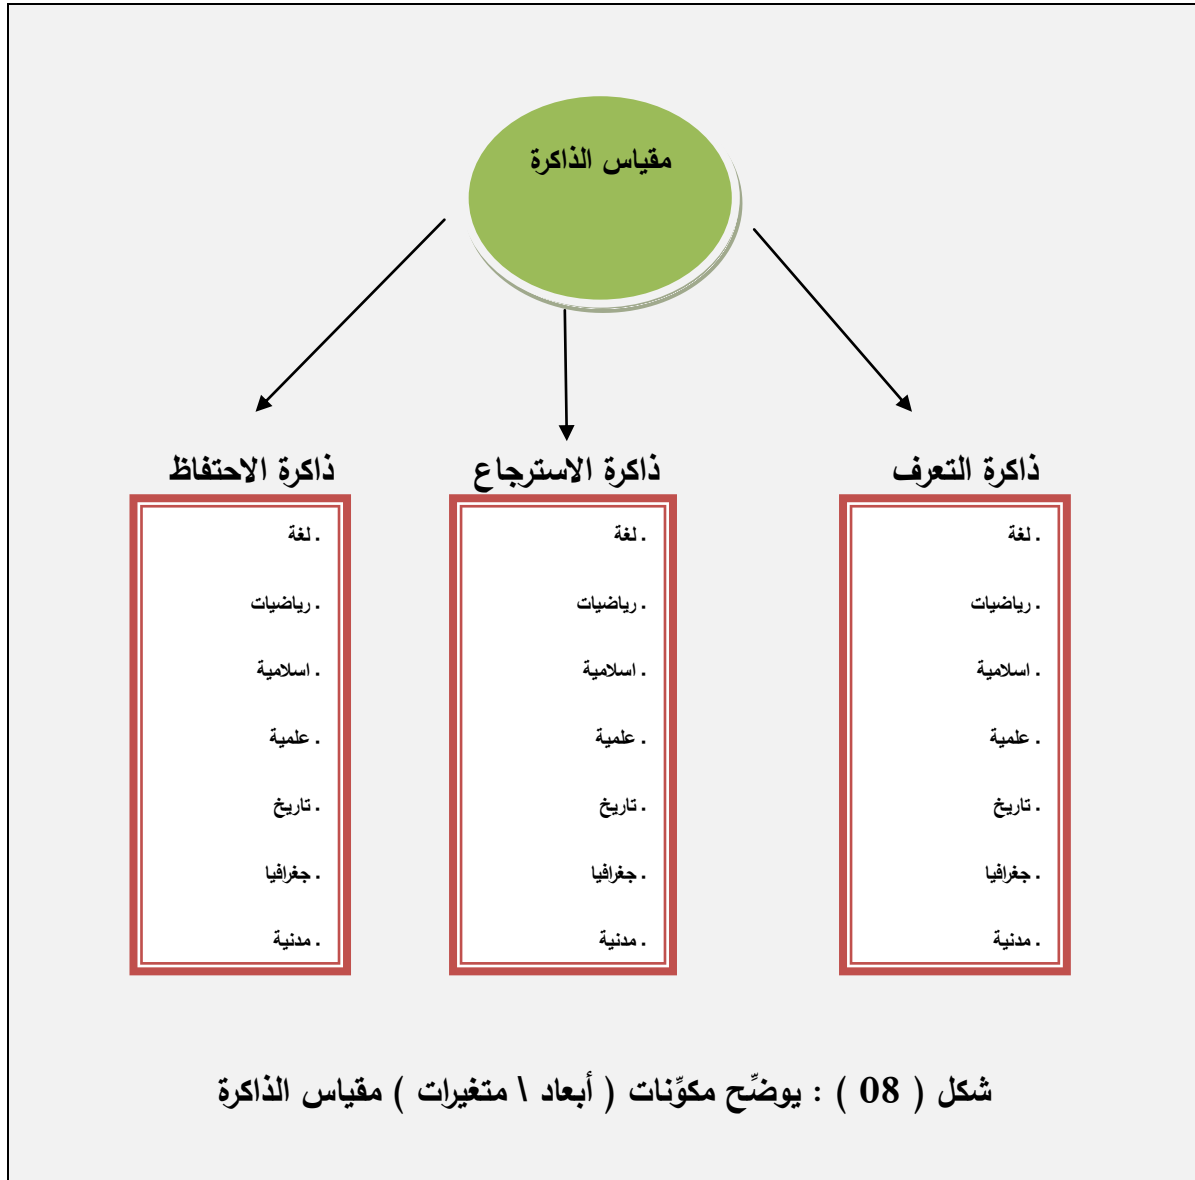 مقياس الذاكرة
ذاكرة التعرف
. لغة
. رياضيات
. اسلامية
. علمية
. تاريخ
. جغرافيا
. مدنية
ذاكرة الاسترجاع
. لغة
. رياضيات
. اسلامية
. علمية
. تاريخ
. جغرافيا
. مدنية
ذاكرة الاحتفاظ
. لغة
. رياضيات
. اسلامية
. علمية
. تاريخ
. جغرافيا
. مدنية
شكل ( 08 ) : يوضِّح مكوِّنات ( أبعاد \ متغيرات ) مقياس الذاكرة